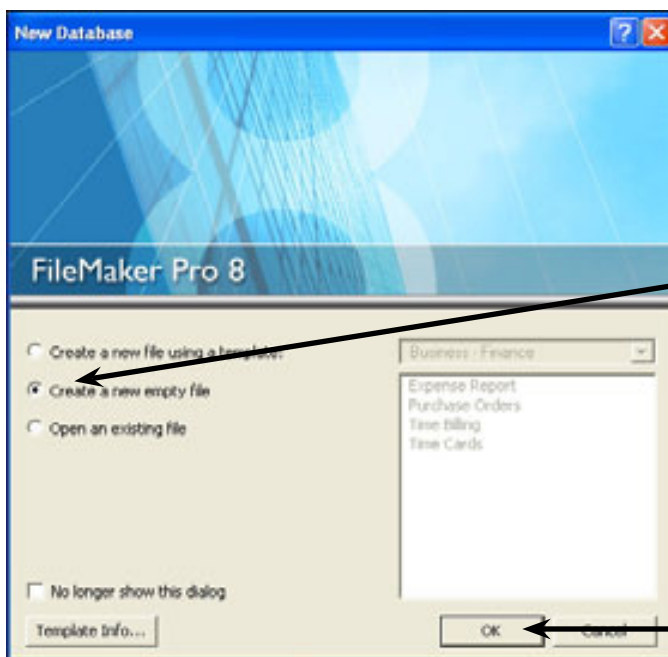 New Database
FileMaker Pro 8
Create a new file using a template:
Business - Finance
Create a new empty file
Open an existing file
Expense Report
Purchase Orders
Time Billing
Time Cards
No longer show this dialog
Template Info...
OK
Cancel